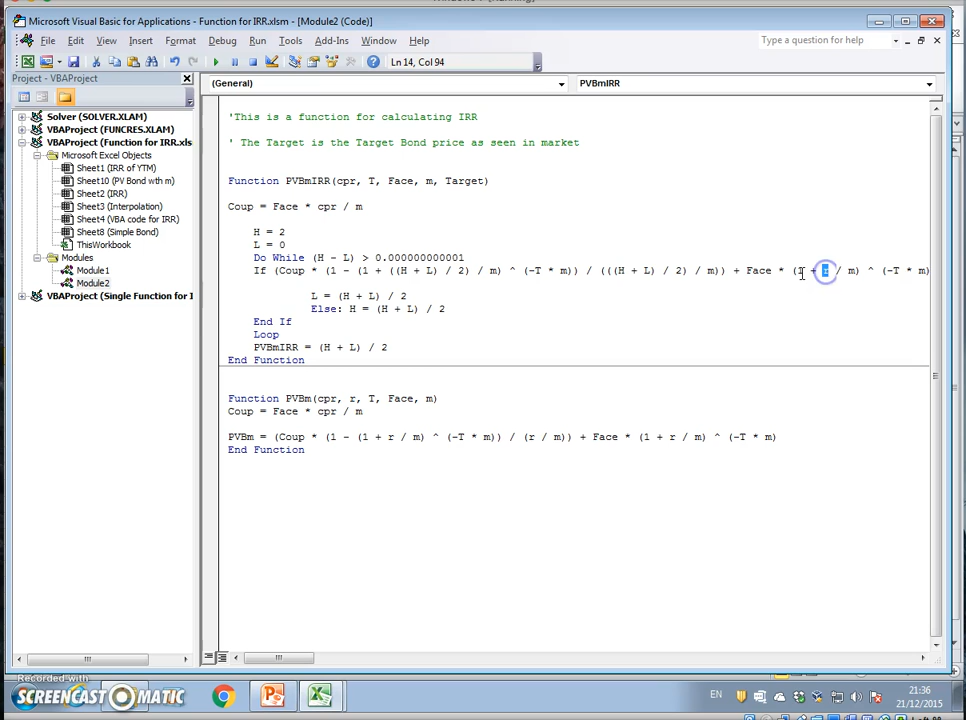 Microsoft Visual Basic for Applications - Function for IRR.xlsm - [Module2 (Code)]
File Edit View Insert Format Debug Run Tools Add-Ins Window Help
Type a question for help
Ln 14, Col 94
Project - VBAProject
(General)
PVBmIRR
Solver (SOLVER.XLAM)
VBAProject (FUNCRES.XLAM)
VBAProject (Function for IRR.xls
Microsoft Excel Objects
Sheet1 (IRR of YTM)
Sheet10 (PV Bond wth m)
Sheet2 (IRR)
Sheet3 (Interpolation)
Sheet4 (VBA code for IRR)
Sheet8 (Simple Bond)
ThisWorkbook
Modules
Module1
Module2
VBAProject (Single Function for
'This is a function for calculating IRR
' The Target is the Target Bond price as seen in market
Function PVBmIRR(cpr, T, Face, m, Target)
Coup = Face * cpr / m
H = 2
L = 0
Do While (H - L) > 0.000000000001
If (Coup * (1 - (1 + ((H + L) / 2) / m) ^ (-T * m)) / (((H + L) / 2) / m)) + Face * (1 + r / m) ^ (-T * m)
L = (H + L) / 2
Else: H = (H + L) / 2
End If
Loop
PVBmIRR = (H + L) / 2
End Function
Function PVBm(cpr, r, T, Face, m)
Coup = Face * cpr / m
PVBm = (Coup * (1 - (1 + r / m) ^ (-T * m)) / (r / m)) + Face * (1 + r / m) ^ (-T * m)
End Function
Recorded with
SCREENCAST MATIC
EN
21:36
21/12/2015